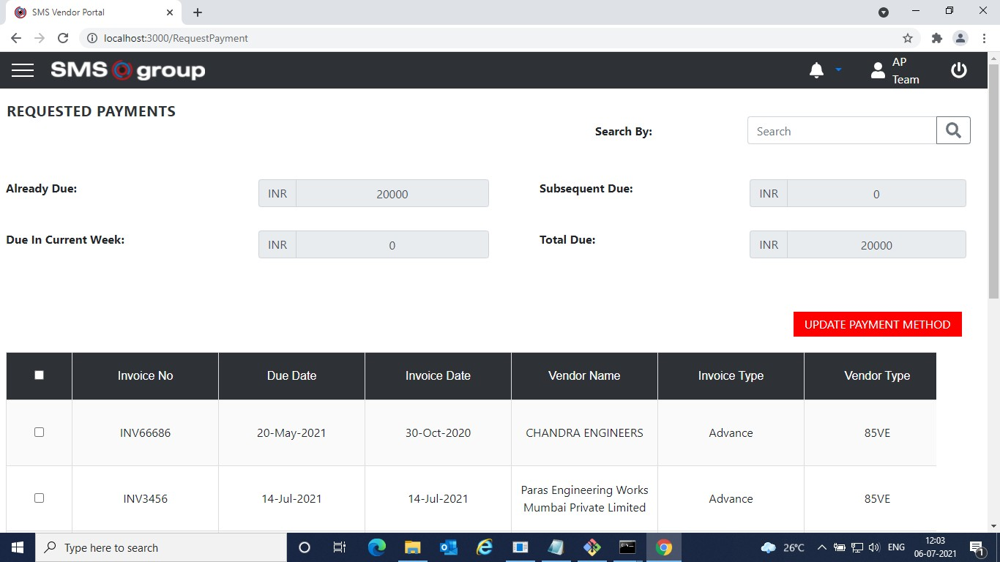 SMS Vendor Portal
localhost:3000/RequestPayment
SMS group
AP
Team
REQUESTED PAYMENTS
Search By:
Search
Already Due:
INR
20000
Subsequent Due:
INR
0
Due In Current Week:
INR
0
Total Due:
INR
20000
UPDATE PAYMENT METHOD
Invoice No
Due Date
Invoice Date
Vendor Name
Invoice Type
Vendor Type
INV66686
20-May-2021
30-Oct-2020
CHANDRA ENGINEERS
Advance
85VE
INV3456
14-Jul-2021
14-Jul-2021
Paras Engineering Works
Mumbai Private Limited
Advance
85VE
Type here to search
26°C
ENG
12:03
06-07-2021
1